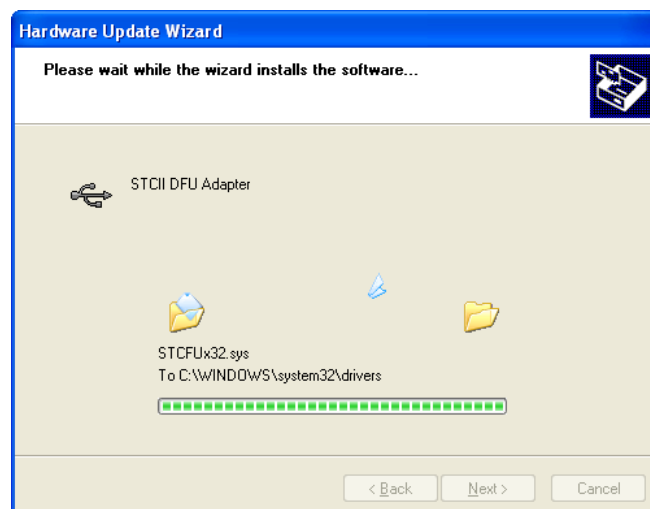 Hardware Update Wizard
Please wait while the wizard installs the software...
STCII DFU Adapter
STCFUx32.sys
To C:\WINDOWS\system32\drivers
< Back
Next >
Cancel